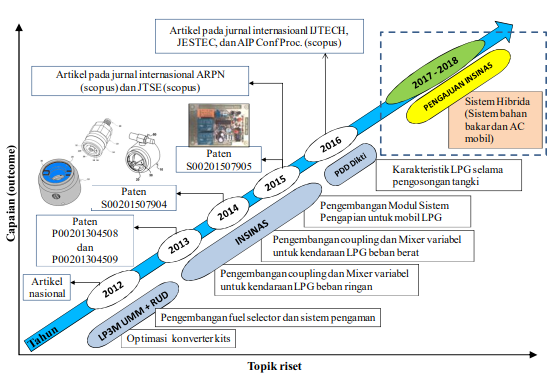 Artikel pada jurnal internasioanl IJTECH,
JESTEC, dan AIP Conf Proc. (scopus)
Artikel pada jurnal internasional ARPN
(scopus) dan JTSE (scopus)
2017 - 2018
PENGAJUAN INSINAS
Sistem Hibrida
(Sistem bahan
bakar dan AC
mobil)
Paten
S00201507905
2016
PDD Dikti
Karakteristik LPG selama
pengosongan tangki
2015
Paten
S00201507904
2014
INSINAS
Pengembangan Modul Sistem
Pengapian untuk mobil LPG
Paten
P00201304508
dan
P00201304509
2013
Pengembangan coupling dan Mixer variabel
untuk kendaraan LPG beban berat
Artikel
nasional
2012
Pengembangan coupling dan Mixer variabel
untuk kendaraan LPG beban ringan
LP3M UMM + RUD
Pengembangan fuel selector dan sistem pengaman
Tahun
Optimasi konverter kits
Capaian (outcome)
Topik riset